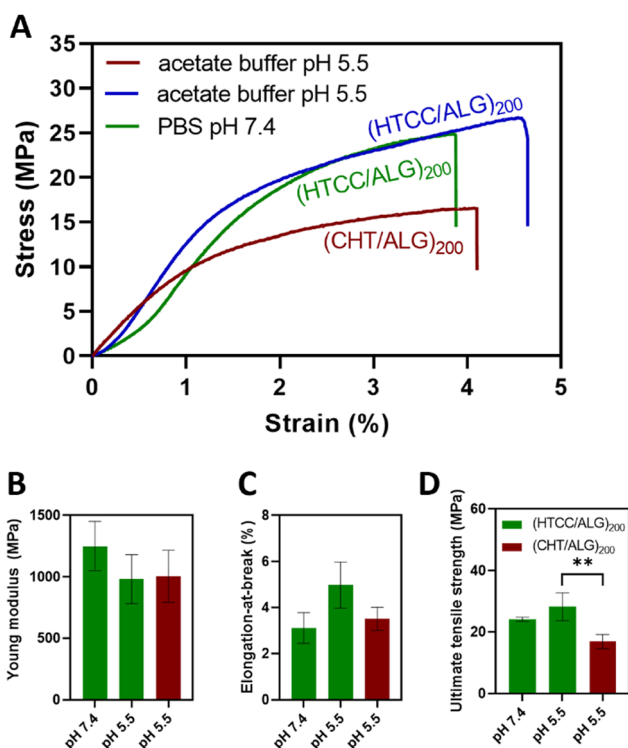 A
Stress (MPa)
35
30
25
20
15
10
5
0
acetate buffer pH 5.5
acetate buffer pH 5.5
PBS pH 7.4
(HTCC/ALG)200
(HTCC/ALG)200
(CHT/ALG)200
0 1 2 3 4 5
Strain (%)
B
Young modulus
(MPa)
1500
1000
500
0
pH 7.4 pH 5.5 pH 5.5
C
Elongation-at-break (%)
8
6
4
2
0
pH 7.4 pH 5.5 pH 5.5
D
Ultimate tensile strength (MPa)
60
40
20
0
(HTCC/ALG)200
(CHT/ALG)200
**
pH 7.4 pH 5.5 pH 5.5